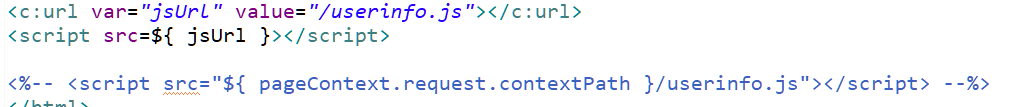 <c:url var="jsUrl" value="/userinfo.js"></c:url>
<script src=${ jsUrl }></script>
<%-- <script src="${ pageContext.request.contextPath }/userinfo.js"></script> --%>
</html>